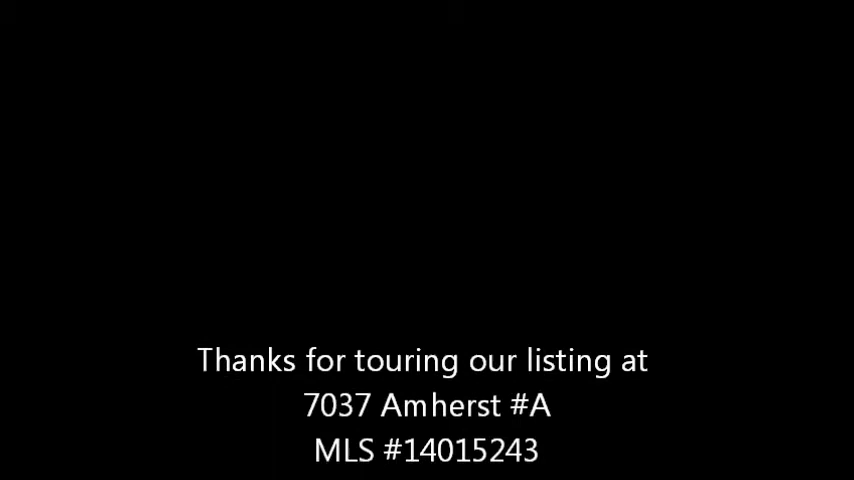 Thanks for touring our listing at
7037 Amherst #A
MLS #14015243